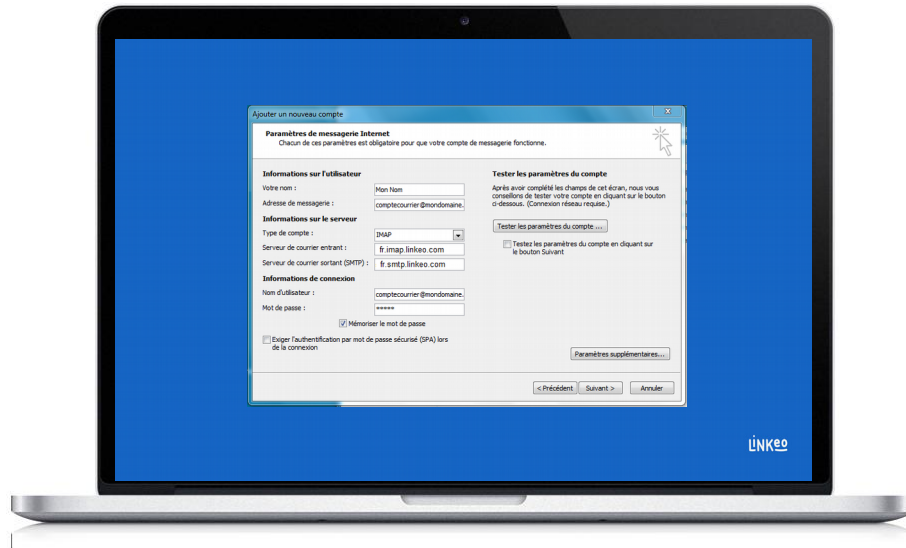 Ajouter un nouveau compte
x
Paramètres de messagerie Internet
Chacun de ces paramètres est obligatoire pour que votre compte de messagerie fonctionne.
Informations sur l'utilisateur
Votre nom :
Mon Nom
Adresse de messagerie :
comptecourrier@mondomaine.
Informations sur le serveur
Type de compte :
IMAP
Serveur de courrier entrant :
fr.imap.linkeo.com
Serveur de courrier sortant (SMTP) :
fr.smtp.linkeo.com
Informations de connexion
Nom d'utilisateur :
comptecourrier@mondomaine.
Mot de passe :
*****
Mémoriser le mot de passe
Exiger l'authentification par mot de passe sécurisé (SPA) lors
de la connexion
Tester les paramètres du compte
Après avoir complété les champs de cet écran, nous vous
conseillons de tester votre compte en cliquant sur le bouton
ci-dessous. (Connexion réseau requise.)
Tester les paramètres du compte ...
Testez les paramètres du compte en cliquant sur
le bouton Suivant
Paramètres supplémentaires...
< Précédent
Suivant >
Annuler
LiNKeo